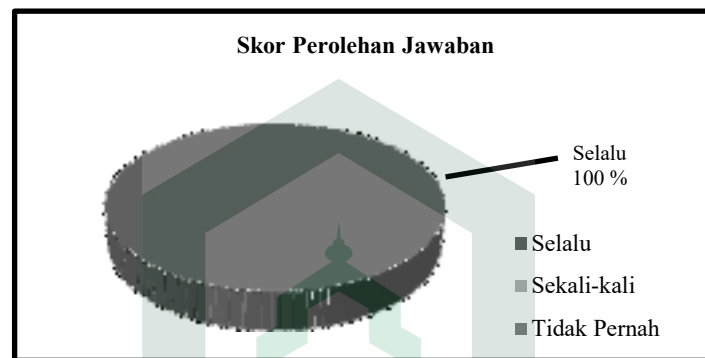 Skor Perolehan Jawaban
Selalu
100 %
Selalu
Sekali-kali
Tidak Pernah